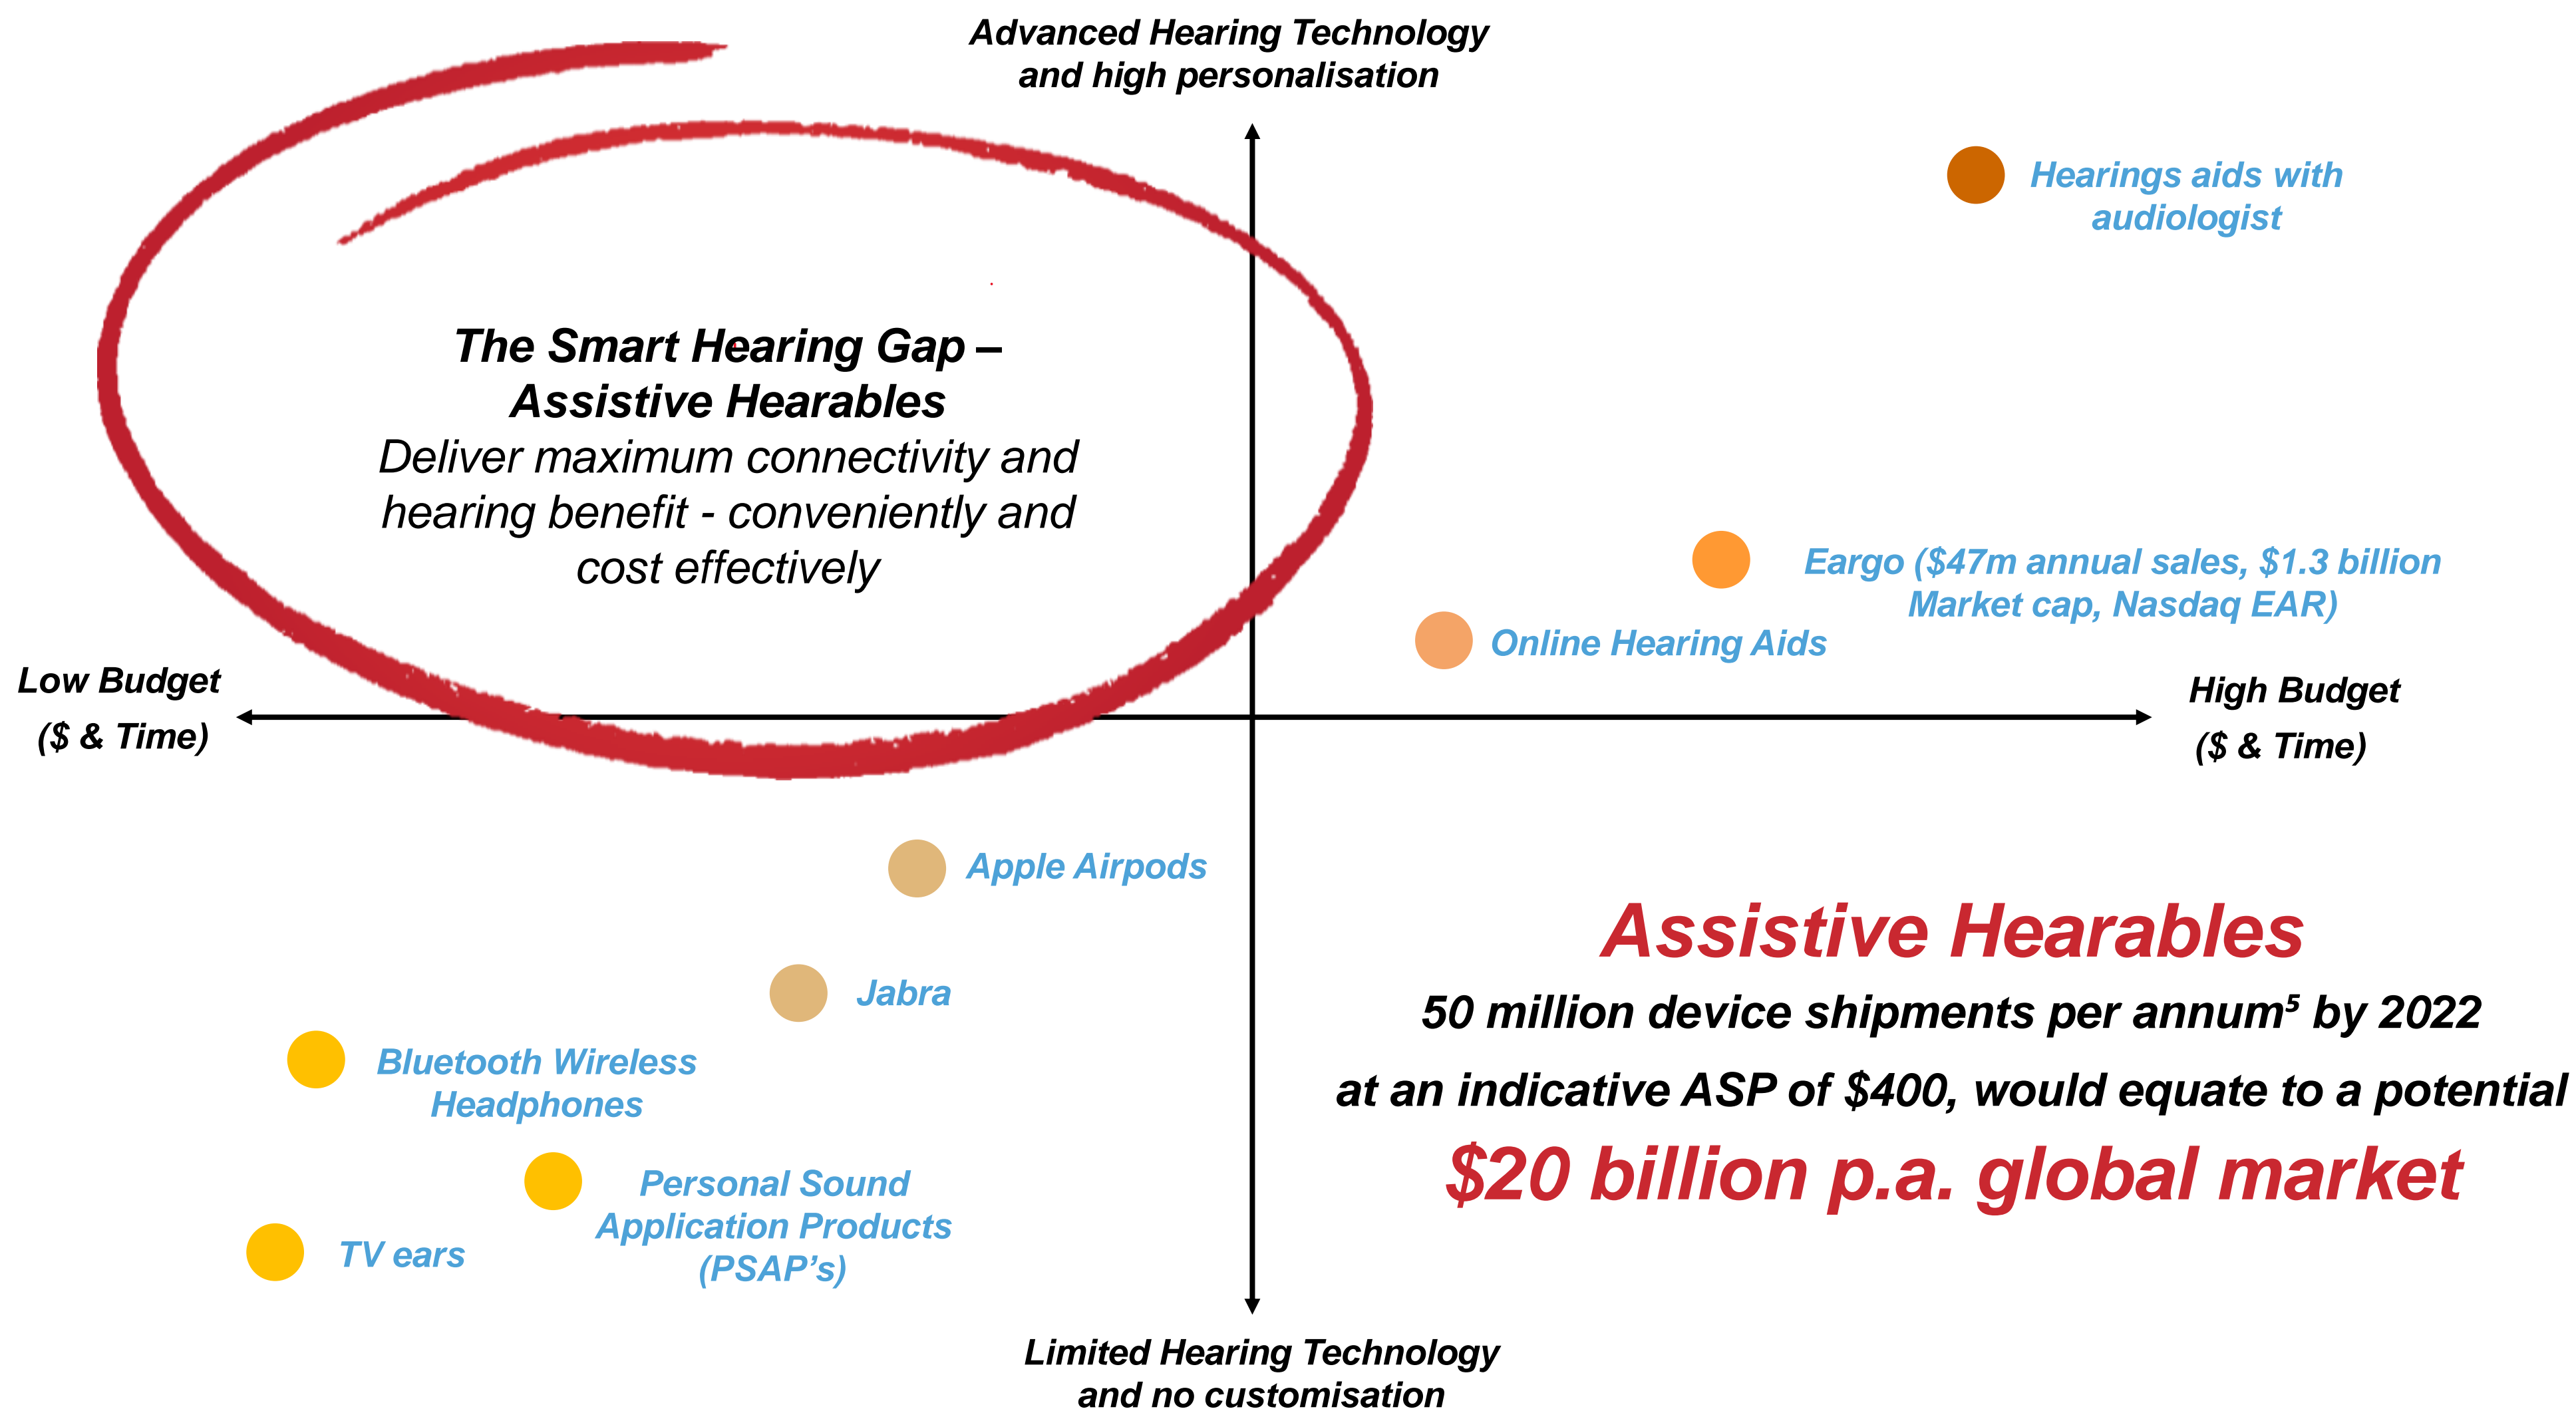 Advanced Hearing Technology
and high personalisation
Hearings aids with
audiologist
The Smart Hearing Gap –
Assistive Hearables
Deliver maximum connectivity and
hearing benefit - conveniently and
cost effectively
Eargo ($47m annual sales, $1.3 billion
Market cap, Nasdaq EAR)
Online Hearing Aids
Low Budget
($ & Time)
High Budget
($ & Time)
Apple Airpods
Jabra
Bluetooth Wireless
Headphones
Personal Sound
Application Products
(PSAP’s)
TV ears
Assistive Hearables
50 million device shipments per annum⁵ by 2022
at an indicative ASP of $400, would equate to a potential
$20 billion p.a. global market
Limited Hearing Technology
and no customisation